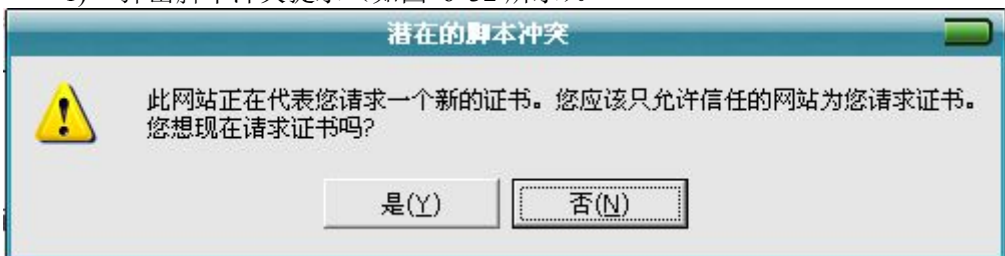 潜在的脚本冲突
此网站正在代表您请求一个新的证书。您应该只允许信任的网站为您请求证书。
您想现在请求证书吗?
是(Y)
否(N)